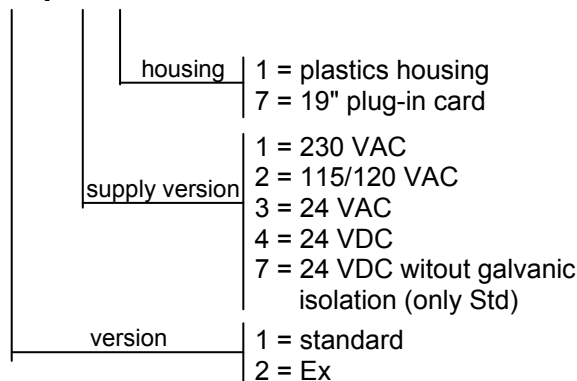 housing
1 = plastics housing
7 = 19" plug-in card
supply version
1 = 230 VAC
2 = 115/120 VAC
3 = 24 VAC
4 = 24 VDC
7 = 24 VDC witout galvanic
isolation (only Std)
version
1 = standard
2 = Ex